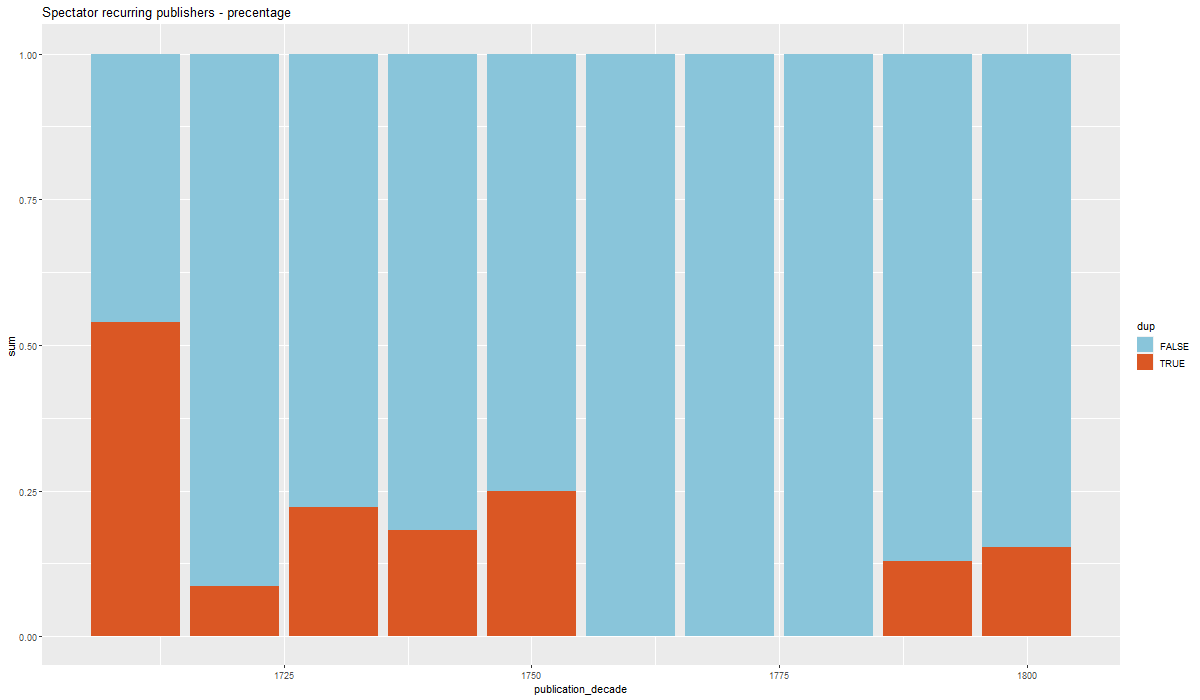 Spectator recurring publishers - precentage
1.00
0.75
0.50
0.25
0.00
sum
1725
1750
1775
1800
publication_decade
dup
FALSE
TRUE